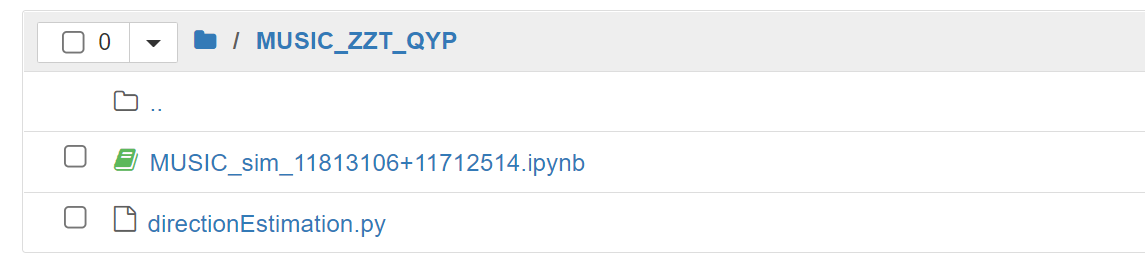 0 / MUSIC_ZZT_QYP
..
MUSIC_sim_11813106+11712514.ipynb
directionEstimation.py